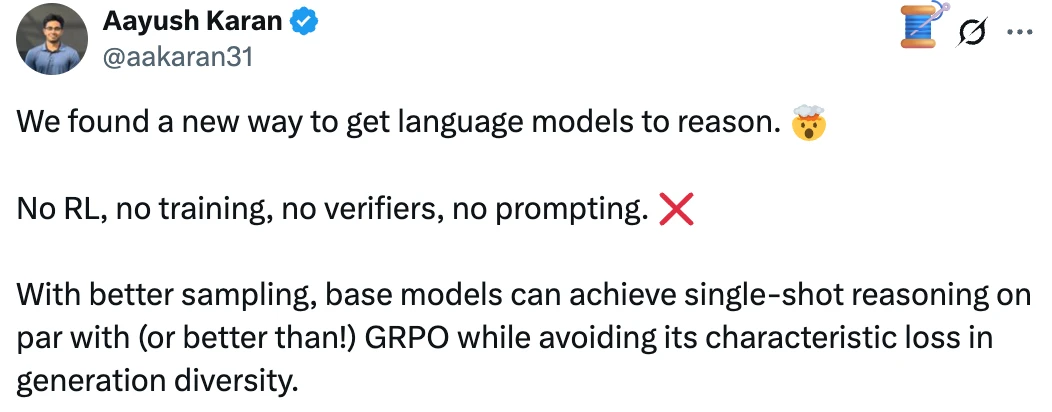 Aayush Karan
@aakaran31
We found a new way to get language models to reason. 🤯
No RL, no training, no verifiers, no prompting. ❌
With better sampling, base models can achieve single-shot reasoning on
par with (or better than!) GRPO while avoiding its characteristic loss in
generation diversity.